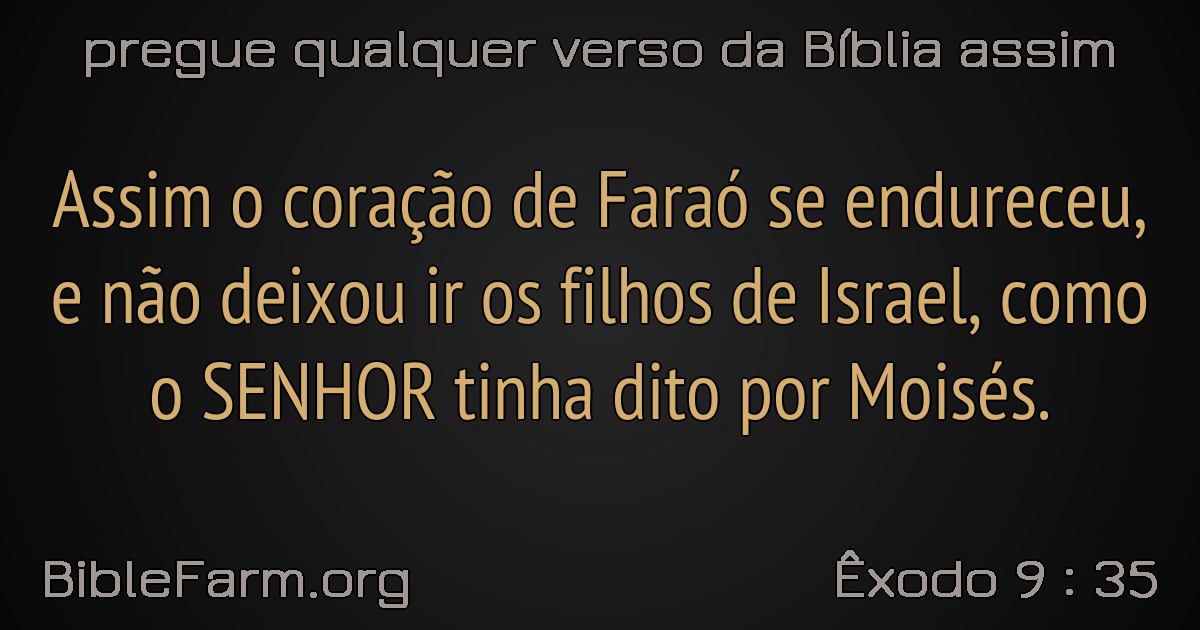 pregue qualquer verso da Bíblia assim
Assim o coração de Faraó se endureceu,
e não deixou ir os filhos de Israel, como
o SENHOR tinha dito por Moisés.
BibleFarm.org
Êxodo 9 : 35